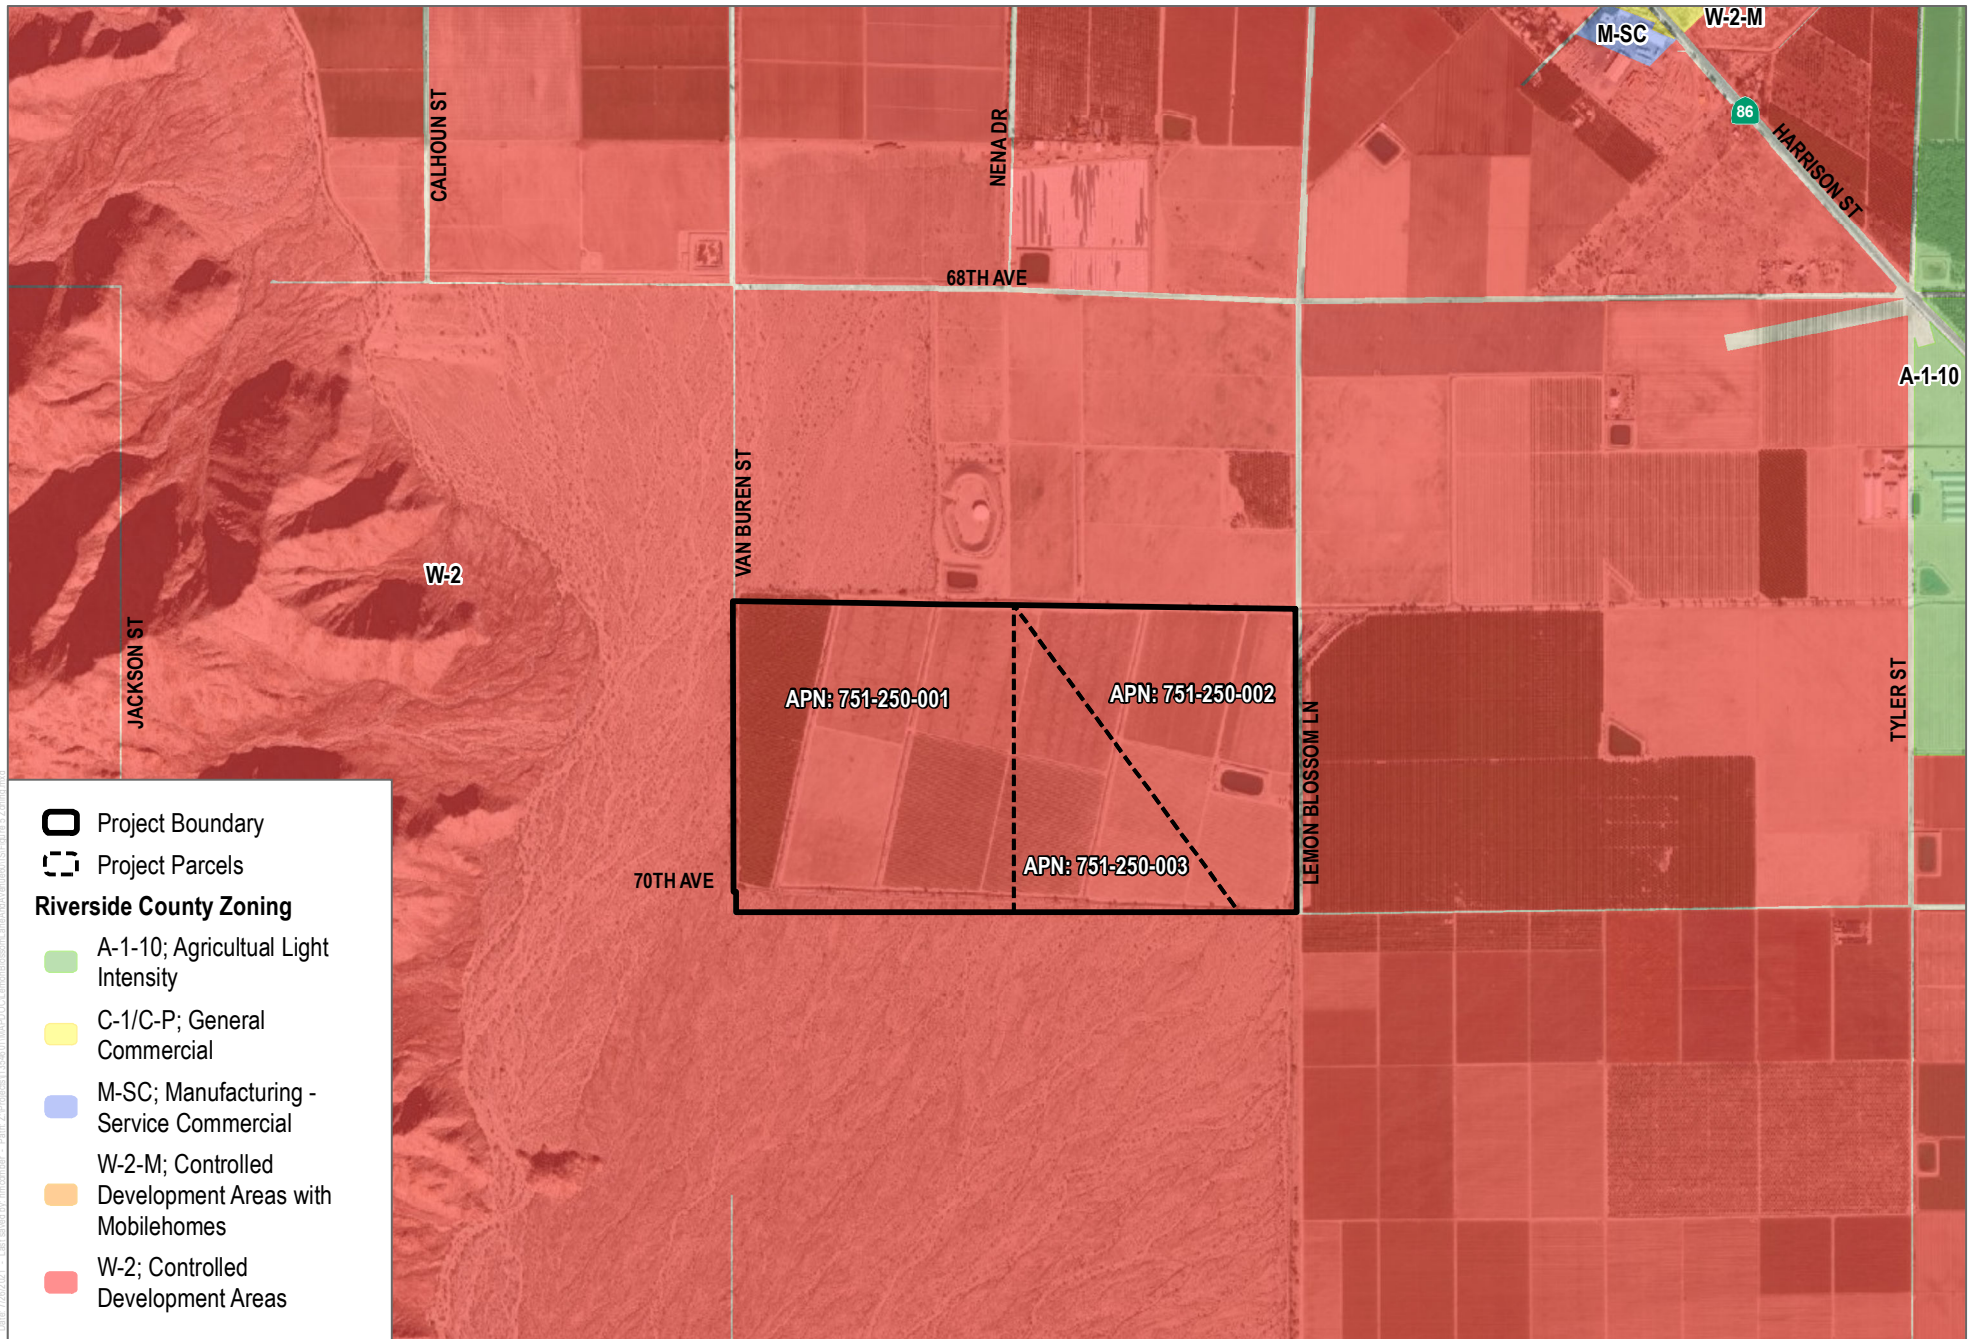 W-2-M
M-SC
86
HARRISON ST
CALHOUN ST
NENA DR
68TH AVE
A-1-10
VAN BUREN ST
W-2
JACKSON ST
TYLER ST
APN: 751-250-001
APN: 751-250-002
LEMON BLOSSOM LN
APN: 751-250-003
70TH AVE
Project Boundary
Project Parcels
Riverside County Zoning
A-1-10; Agricultual Light
Intensity
C-1/C-P; General
Commercial
M-SC; Manufacturing -
Service Commercial
W-2-M; Controlled
Development Areas with
Mobilehomes
W-2; Controlled
Development Areas